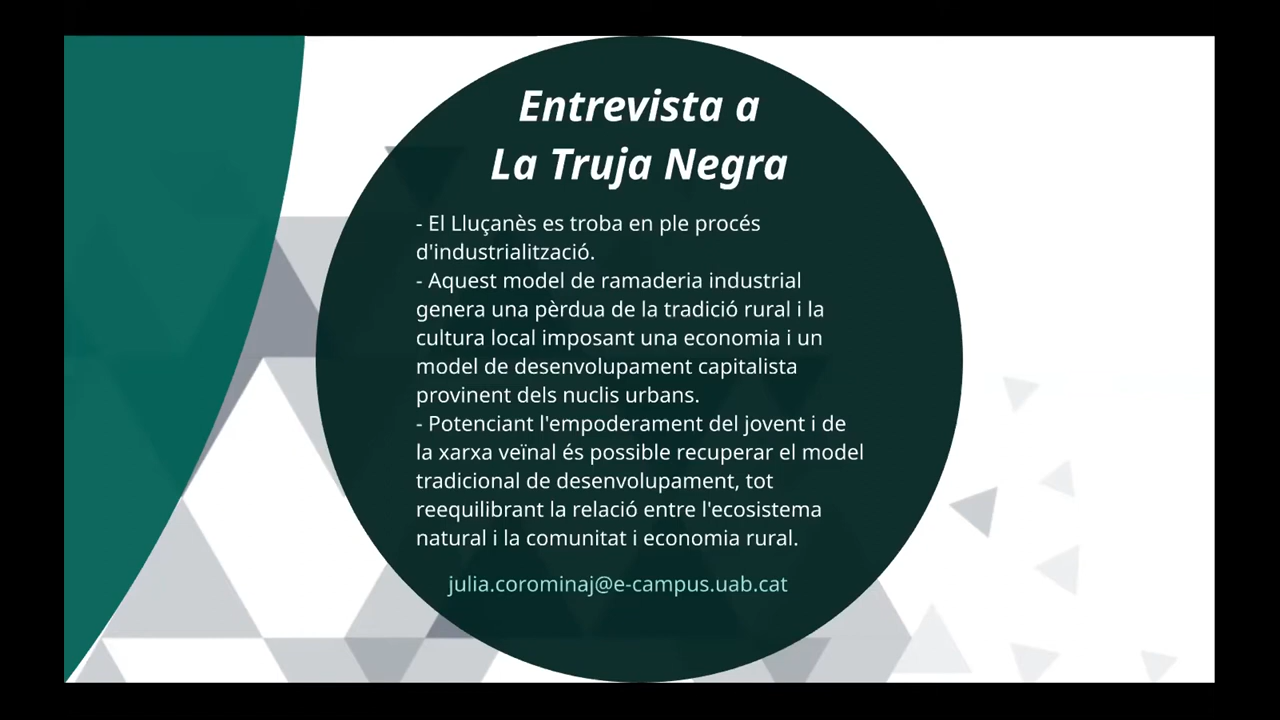 Entrevista a
La Truja Negra
- El Lluçanès es troba en ple procés
d'industrialització.
- Aquest model de ramaderia industrial
genera una pèrdua de la tradició rural i la
cultura local imposant una economia i un
model de desenvolupament capitalista
provinent dels nuclis urbans.
- Potenciant l'empoderament del jovent i de
la xarxa veïnal és possible recuperar el model
tradicional de desenvolupament, tot
reequilibrant la relació entre l'ecosistema
natural i la comunitat i economia rural.
julia.corominaj@e-campus.uab.cat